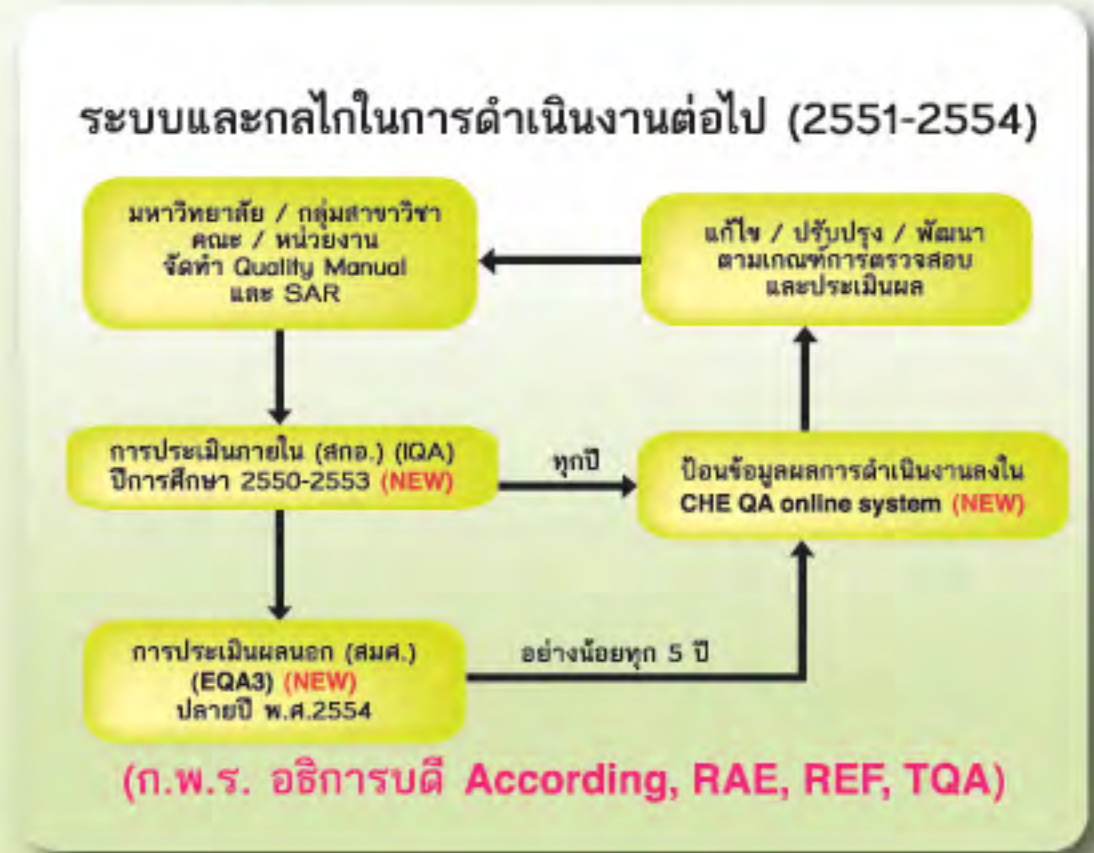 ระบบและกลไกในการดำเนินงานต่อไป (2551-2554)
มหาวิทยาลัย / กลุ่มสาขาวิชา
คณะ / หน่วยงาน
จัดทำ Quality Manual
และ SAR
แก้ไข / ปรับปรุง / พัฒนา
ตามเกณฑ์การตรวจสอบ
และประเมินผล
การประเมินภายใน (สกอ.) (IQA)
ปีการศึกษา 2550-2553 (NEW)
ทุกปี
ป้อนข้อมูลผลการดำเนินงานลงใน
CHE QA online system (NEW)
การประเมินผลนอก (สมศ.)
(EQA3) (NEW)
ปลายปี พ.ศ.2554
อย่างน้อยทุก 5 ปี
(ก.พ.ร. อธิการบดี According, RAE, REF, TQA)